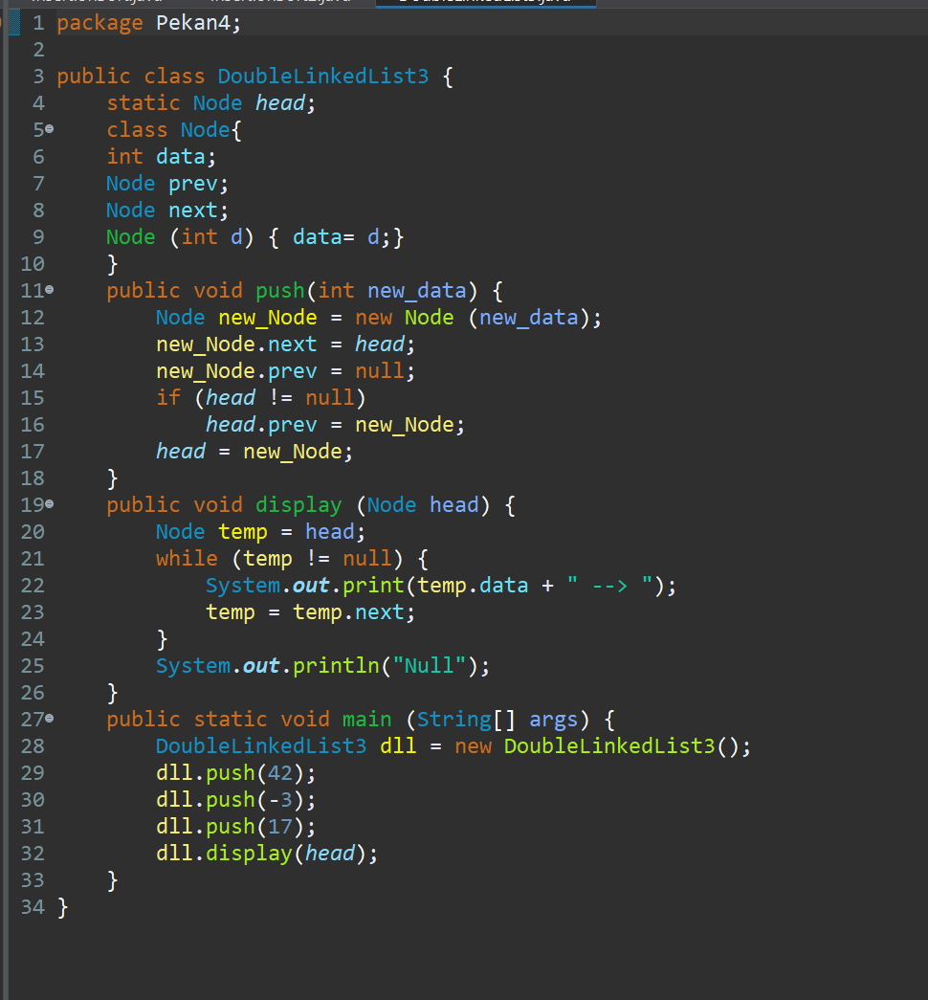 1 package Pekan4;
2
3 public class DoubleLinkedList3 {
4     static Node head;
5     class Node{
6     int data;
7     Node prev;
8     Node next;
9     Node (int d) { data= d;}
10     }
11     public void push(int new_data) {
12         Node new_Node = new Node (new_data);
13         new_Node.next = head;
14         new_Node.prev = null;
15         if (head != null)
16             head.prev = new_Node;
17         head = new_Node;
18     }
19     public void display (Node head) {
20         Node temp = head;
21         while (temp != null) {
22             System.out.print(temp.data + " --> ");
23             temp = temp.next;
24         }
25         System.out.println("Null");
26     }
27     public static void main (String[] args) {
28         DoubleLinkedList3 dll = new DoubleLinkedList3();
29         dll.push(42);
30         dll.push(-3);
31         dll.push(17);
32         dll.display(head);
33     }
34 }